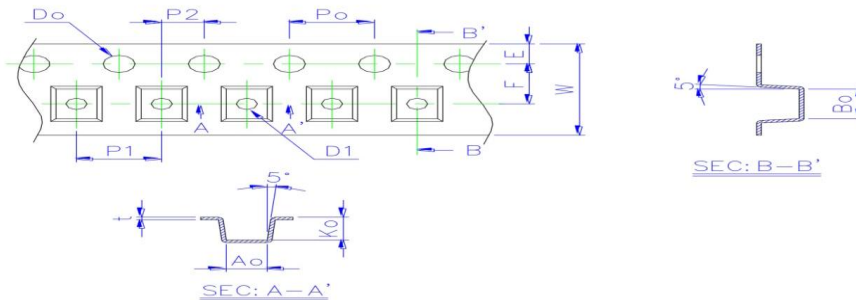 Do
P2
Po
B'
E
F
W
A
A'
P1
D1
B
5°
Bo
SEC: B-B'
5°
t
Ko
Ao
SEC: A-A'